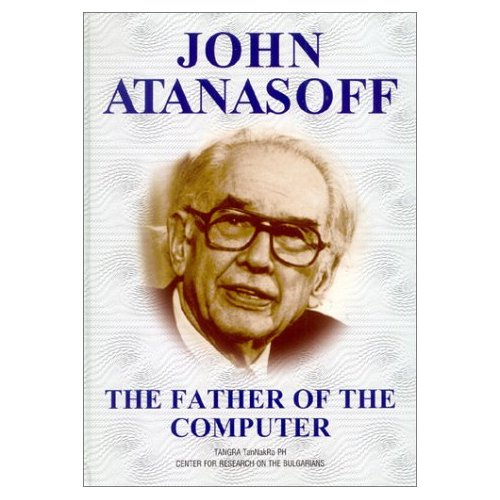 JOHN
ATANASOFF
THE FATHER OF THE
COMPUTER
TANGRA TanNakRa PH
CENTER FOR RESEARCH ON THE BULGARIANS